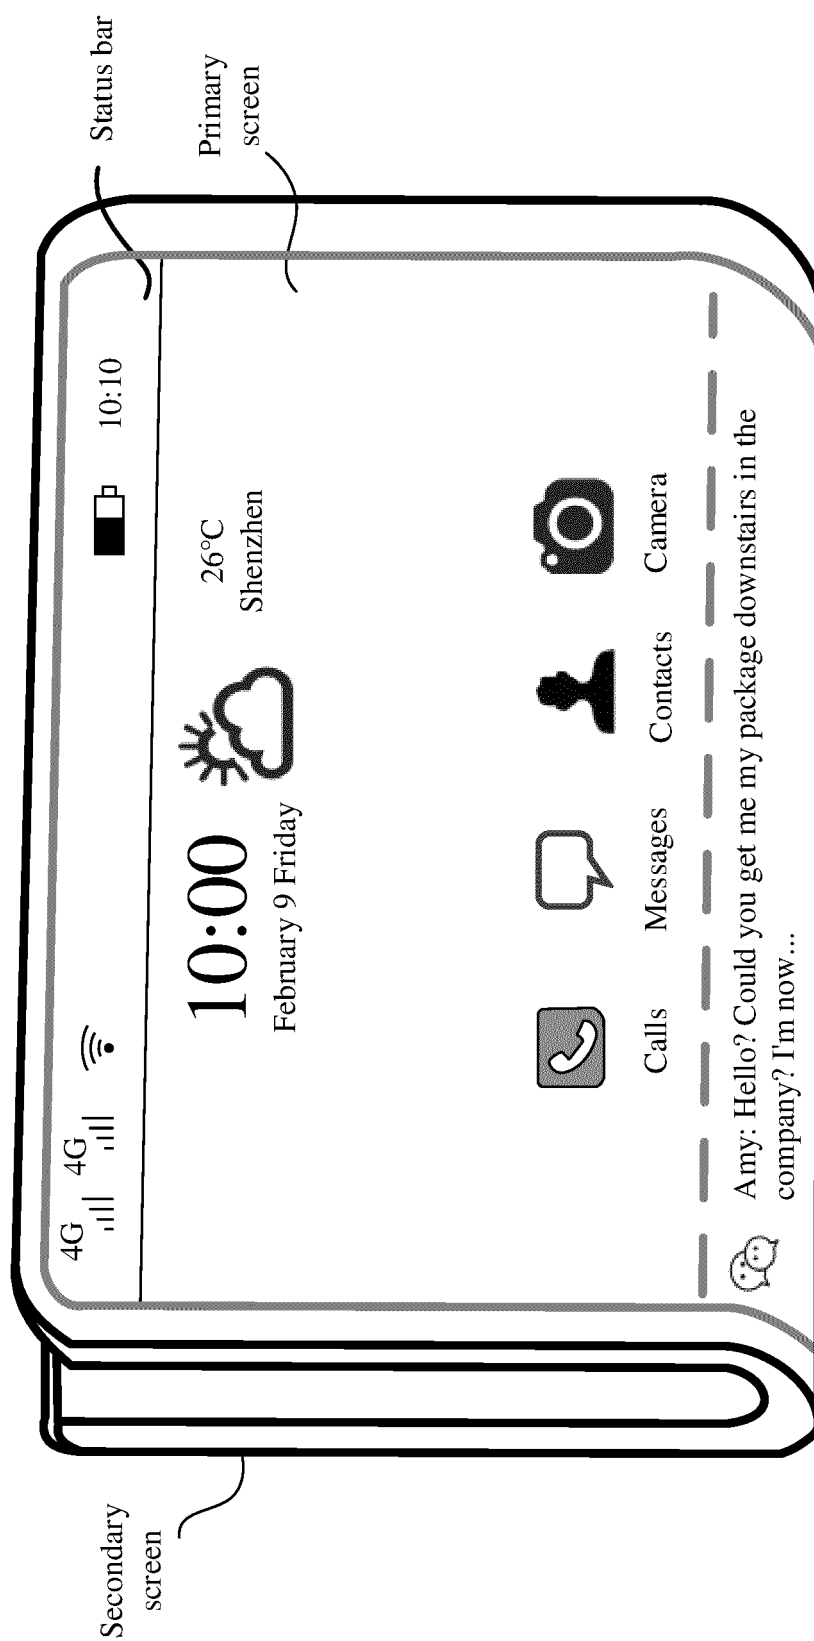 Status bar
Primary
screen
Secondary
screen
4G
4G
10:10
10:00
February 9 Friday
26°C
Shenzhen
Calls
Messages
Contacts
Camera
Amy: Hello? Could you get me my package downstairs in the
company? I'm now...